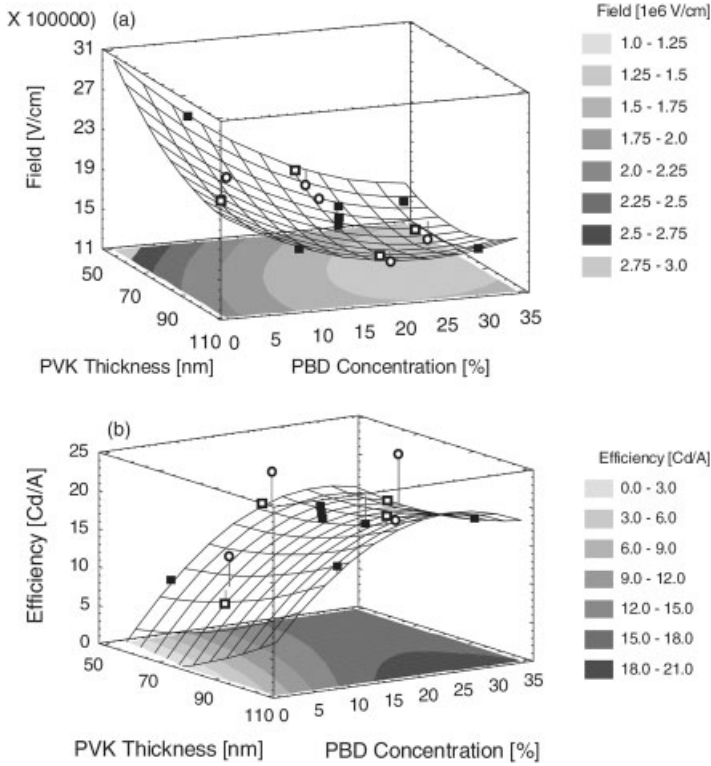 X 100000) (a)
Field [1e6 V/cm]
31
27
23
19
15
11
Field [V/cm]
50
70
90
110
0 5 10 15 20 25 30 35
PVK Thickness [nm]
PBD Concentration [%]
1.0 - 1.25
1.25 - 1.5
1.5 - 1.75
1.75 - 2.0
2.0 - 2.25
2.25 - 2.5
2.5 - 2.75
2.75 - 3.0
(b)
Efficiency [Cd/A]
25
20
15
10
5
0
Efficiency [Cd/A]
50
70
90
110
0 5 10 15 20 25 30 35
PVK Thickness [nm]
PBD Concentration [%]
0.0 - 3.0
3.0 - 6.0
6.0 - 9.0
9.0 - 12.0
12.0 - 15.0
15.0 - 18.0
18.0 - 21.0